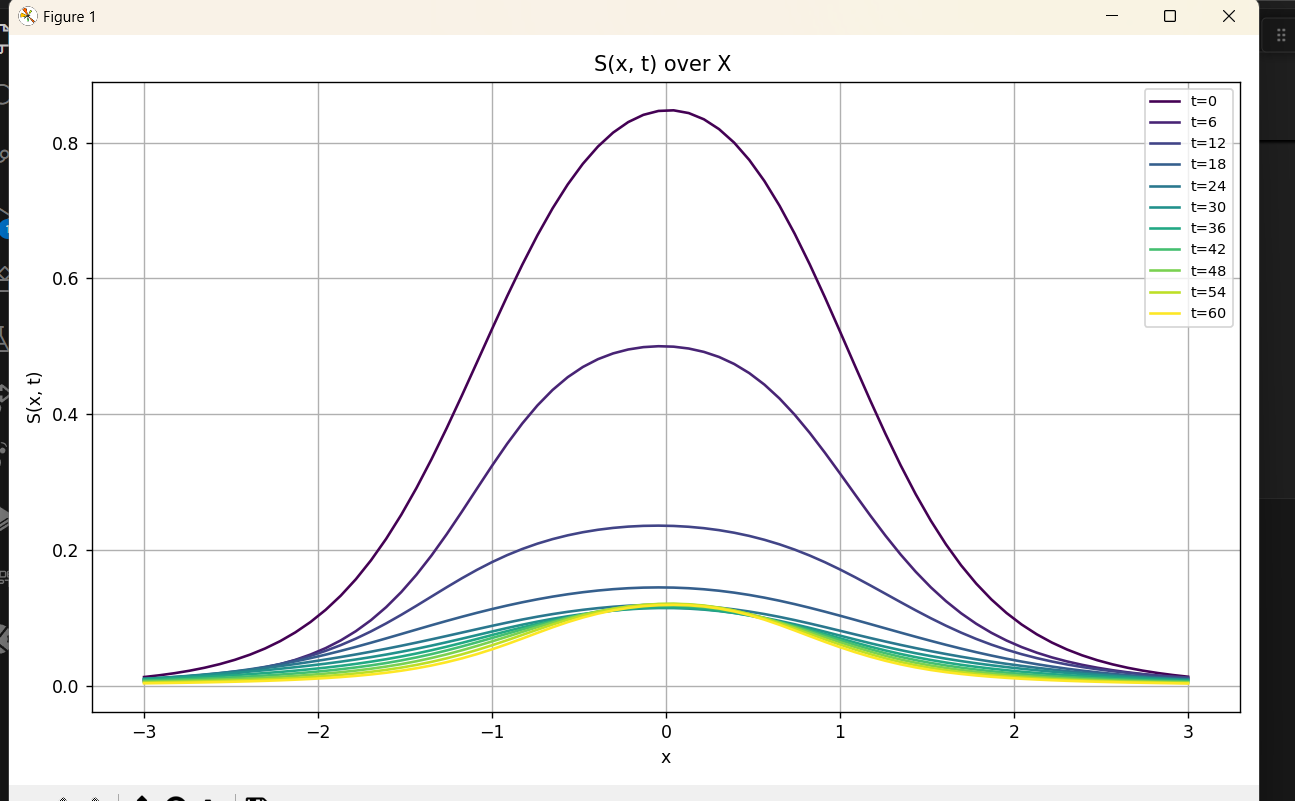 Figure 1
S(x, t) over X
t=0
t=6
t=12
t=18
t=24
t=30
t=36
t=42
t=48
t=54
t=60
S(x, t)
0.8
0.6
0.4
0.2
0.0
−3 −2 −1 0 1 2 3
x